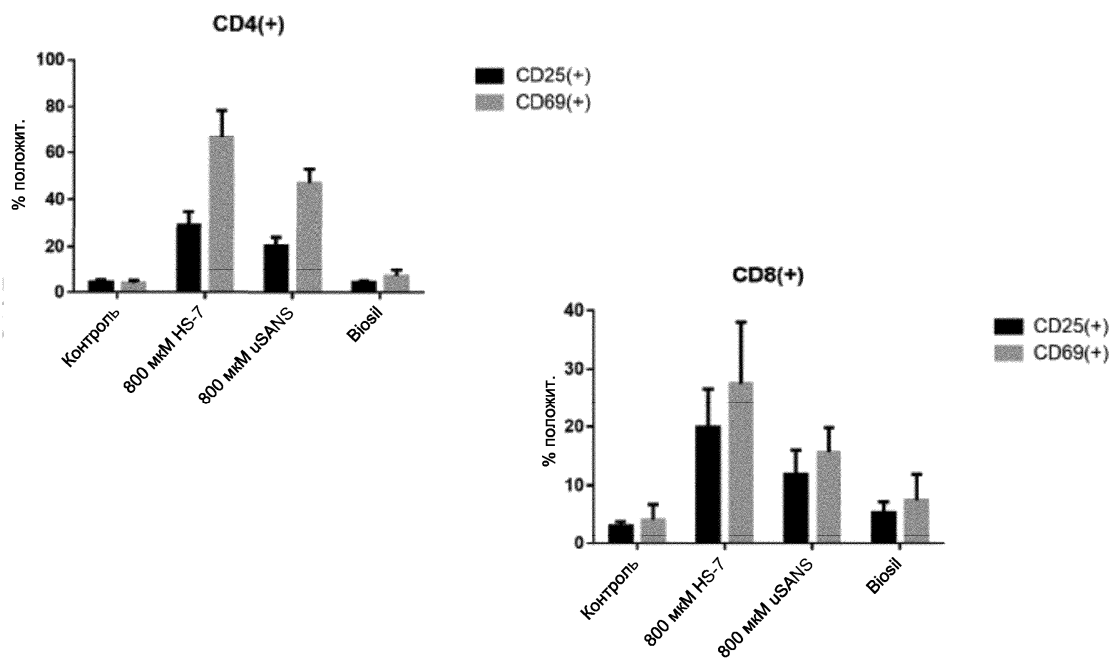 CD4(+)
100
80
60
40
20
0
% положит.
CD25(+)
CD69(+)
Контроль
800 мкМ HS-7
800 мкМ uSANS
Biosil
CD8(+)
40
30
20
10
0
% положит.
CD25(+)
CD69(+)
Контроль
800 мкМ HS-7
800 мкМ uSANS
Biosil